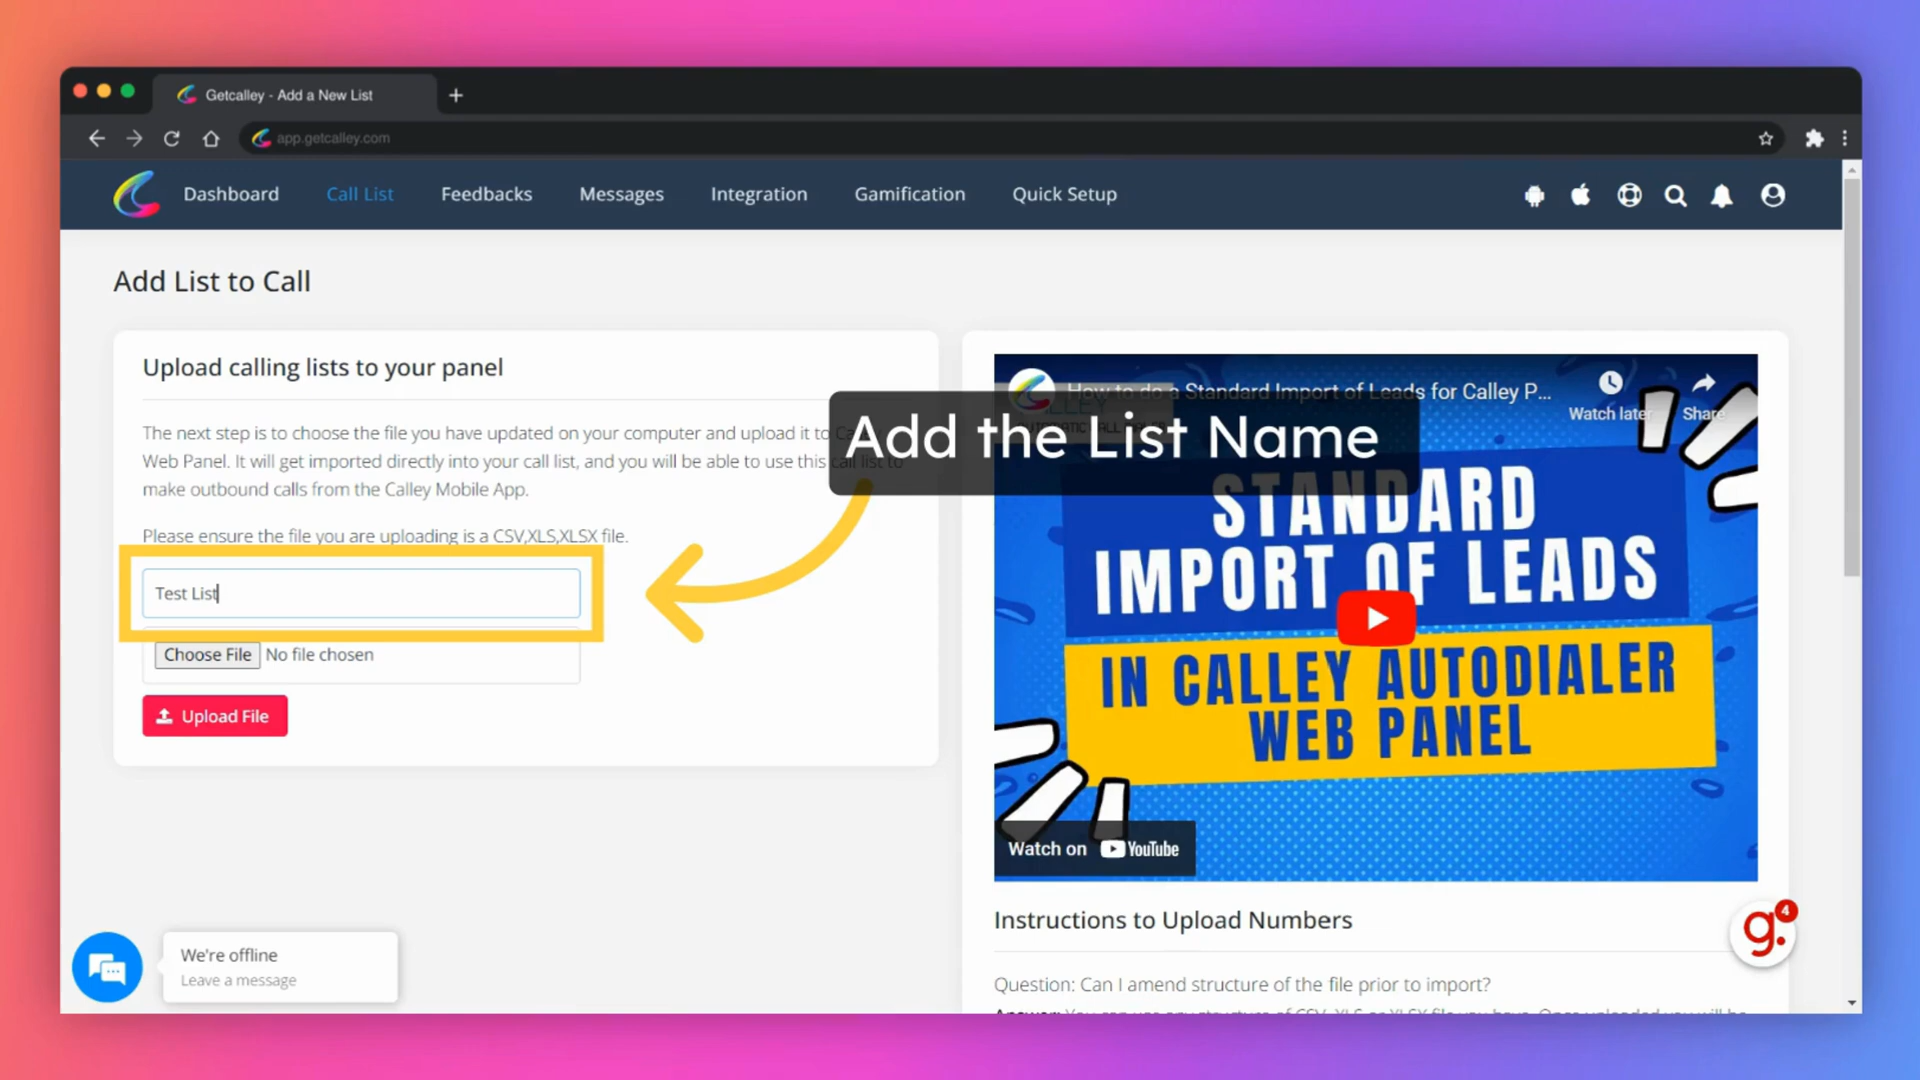 Getcalley - Add a New List
app.getcalley.com
Dashboard
Call List
Feedbacks
Messages
Integration
Gamification
Quick Setup
Add List to Call
Upload calling lists to your panel
The next step is to choose the file you have updated on your computer and upload it to
Web Panel. It will get imported directly into your call list, and you will be able to use this call list to
make outbound calls from the Calley Mobile App.
Please ensure the file you are uploading is a CSV,XLS,XLSX file.
Test List
Choose File No file chosen
Upload File
Add the List Name
How to do a Standard Import of Leads for Calley P...
Watch later
Share
STANDARD
IMPORT OF LEADS
IN CALLEY AUTODIALER
WEB PANEL
Watch on YouTube
Instructions to Upload Numbers
Question: Can I amend structure of the file prior to import?
g.
4
We're offline
Leave a message